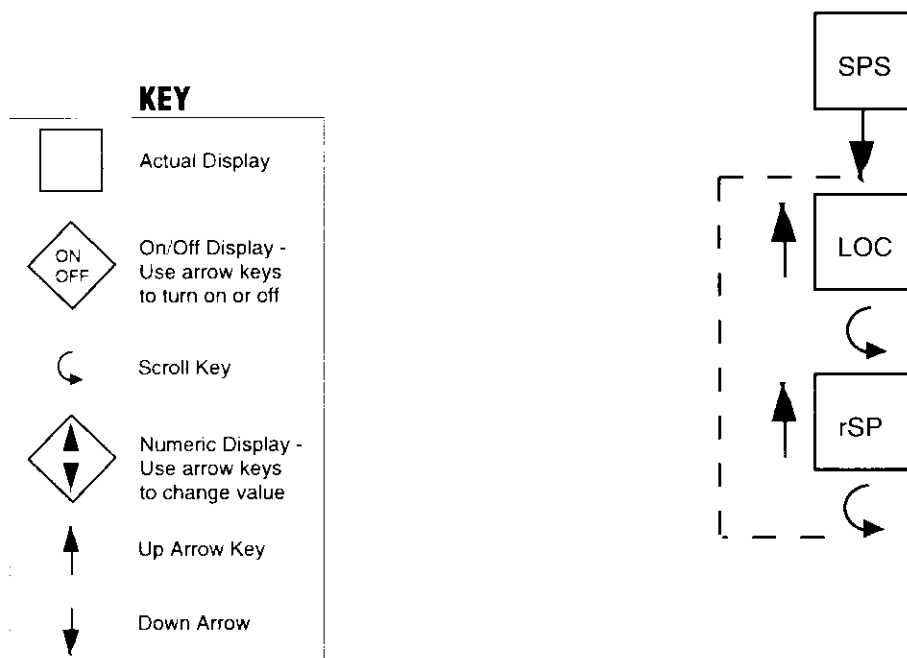 KEY
Actual Display
ON
OFF
On/Off Display -
Use arrow keys
to turn on or off
Scroll Key
Numeric Display -
Use arrow keys
to change value
Up Arrow Key
Down Arrow
SPS
LOC
rSP